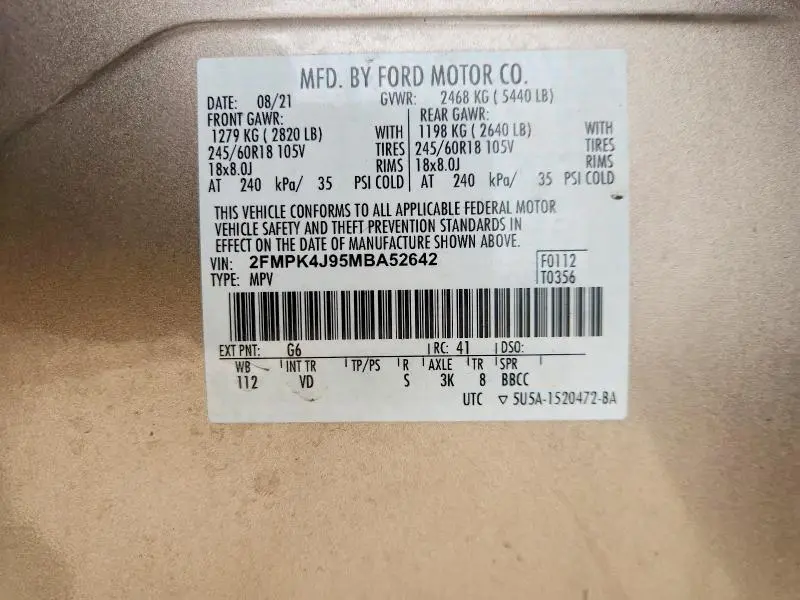 MFD. BY FORD MOTOR CO.
DATE: 08/21 GVWR: 2468 KG ( 5440 LB)
FRONT GAWR: REAR GAWR:
1279 KG ( 2820 LB) WITH 1198 KG ( 2640 LB) WITH
245/60R18 105V TIRES 245/60R18 105V TIRES
18x8.0J RIMS 18x8.0J RIMS
AT 240 kPa/ 35 PSI COLD AT 240 kPa/ 35 PSI COLD
THIS VEHICLE CONFORMS TO ALL APPLICABLE FEDERAL MOTOR
VEHICLE SAFETY AND THEFT PREVENTION STANDARDS IN
EFFECT ON THE DATE OF MANUFACTURE SHOWN ABOVE.
VIN: 2FMPK4J95MBA52642 F0112
TYPE: MPV T0356
EXT PNT: G6 RC: 41 DSO:
WB INT TR TP/PS R AXLE TR SPR
112 VD S 3K 8 BBCC
UTC ▽ 5U5A-1520472-BA